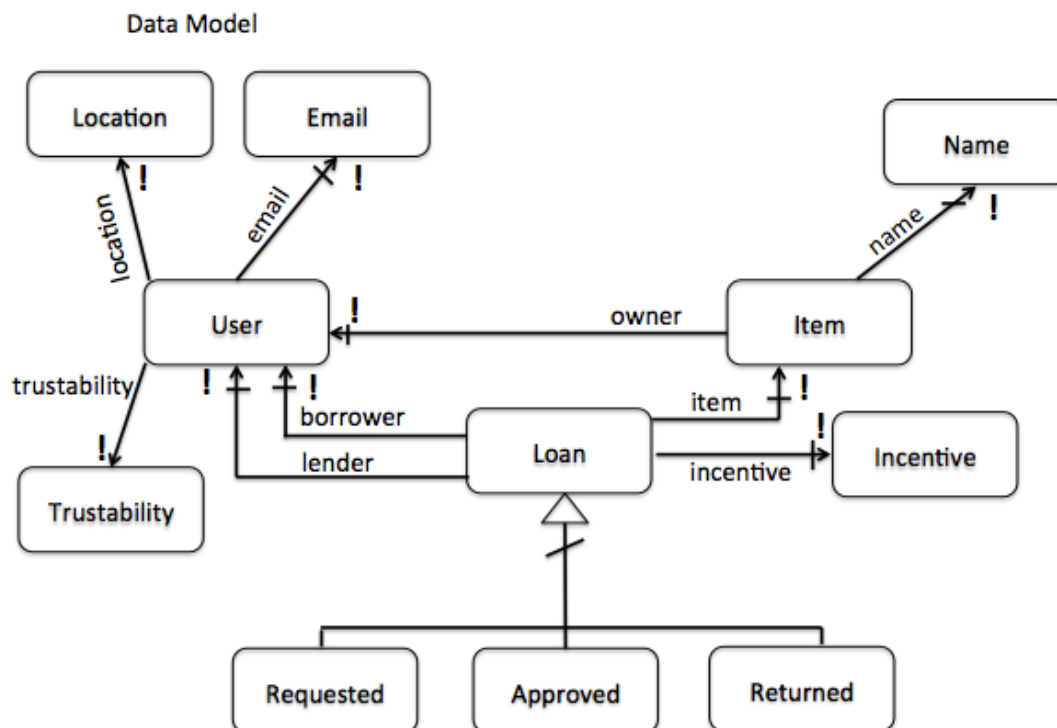 Data Model
Location
Email
Name
!
!
!
location
email
name
!
User
owner
Item
trustability
!
!
!
borrower
item
!
Loan
lender
incentive
!
Incentive
Trustability
Requested
Approved
Returned